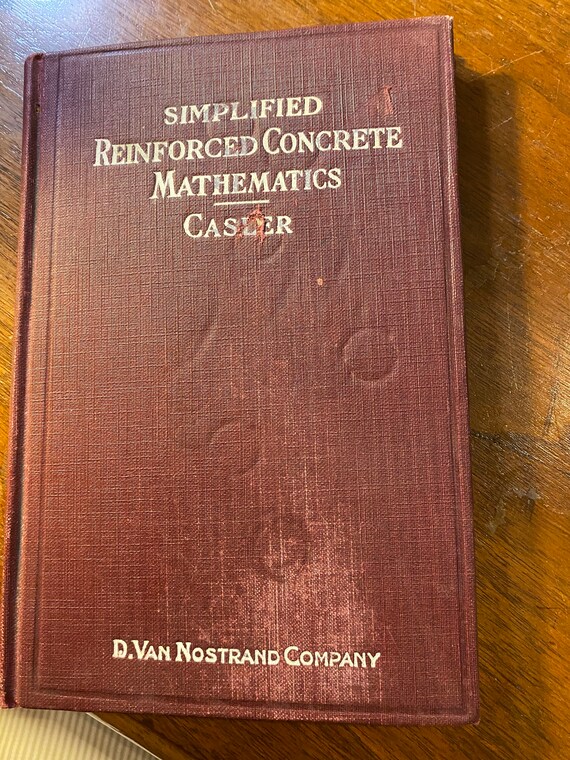 SIMPLIFIED
REINFORCED CONCRETE
MATHEMATICS
CASLER
D. VAN NOSTRAND COMPANY